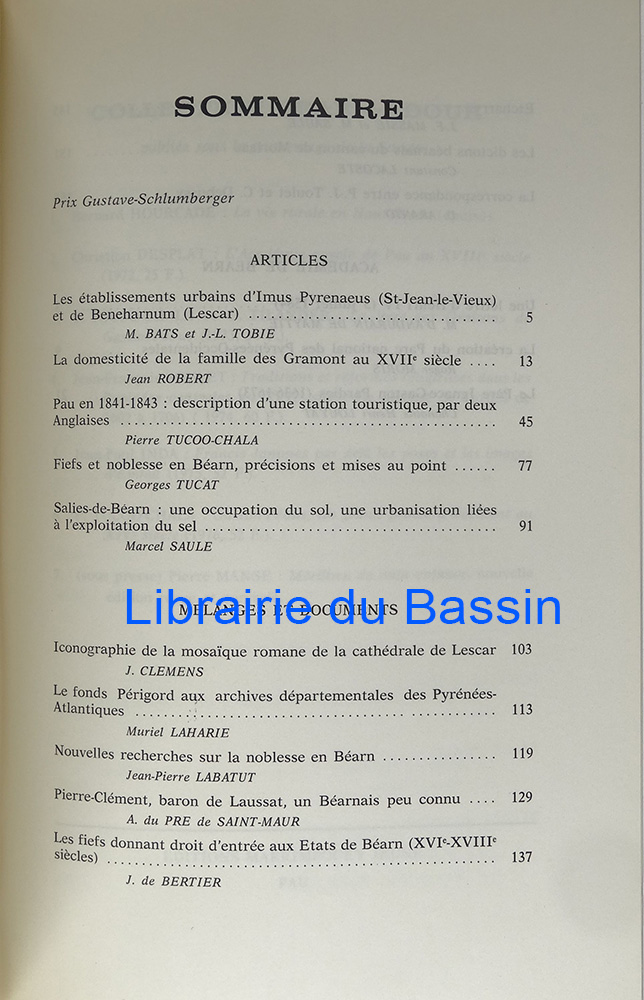 SOMMAIRE
Prix Gustave-Schlumberger
ARTICLES
Les établissements urbains d'Imus Pyrenaeus (St-Jean-le-Vieux)
et de Beneharnum (Lescar) .................................. 5
M. BATS et J.-L. TOBIE
La domesticité de la famille des Gramont au XVIIe siècle .... 13
Jean ROBERT
Pau en 1841-1843 : description d'une station touristique, par deux
Anglaises .................................................. 45
Pierre TUCOO-CHALA
Fiefs et noblesse en Béarn, précisions et mises au point ...... 77
Georges TUCAT
Salies-de-Béarn : une occupation du sol, une urbanisation liées
à l'exploitation du sel ...................................... 91
Marcel SAULE
MELANGES ET DOCUMENTS
Librairie du Bassin
Iconographie de la mosaïque romane de la cathédrale de Lescar 103
J. CLEMENS
Le fonds Périgord aux archives départementales des Pyrénées-
Atlantiques ................................................ 113
Muriel LAHARIE
Nouvelles recherches sur la noblesse en Béarn ................ 119
Jean-Pierre LABATUT
Pierre-Clément, baron de Laussat, un Béarnais peu connu .... 129
A. du PRE de SAINT-MAUR
Les fiefs donnant droit d'entrée aux Etats de Béarn (XVIe-XVIIIe
siècles) .................................................... 137
J. de BERTIER